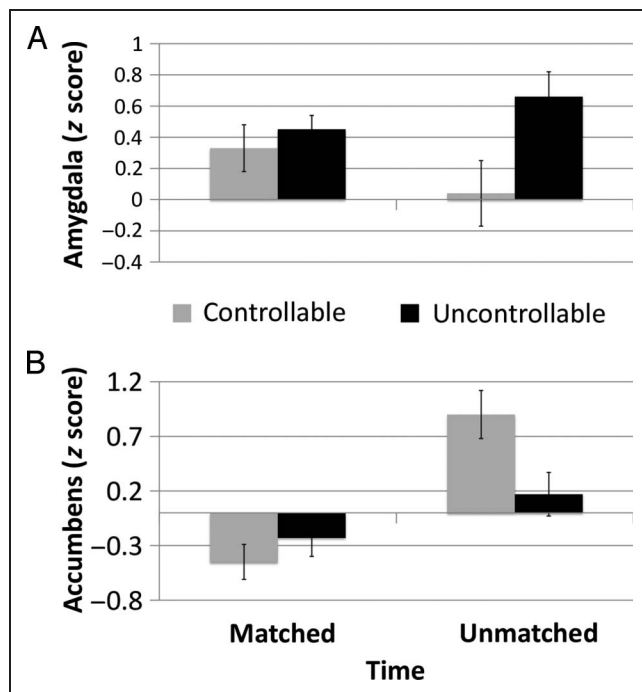 A
Amygdala (z score)
1
0.8
0.6
0.4
0.2
0
−0.2
−0.4
Controllable
Uncontrollable
B
Accumbens (z score)
1.2
0.7
0.2
−0.3
−0.8
Matched
Unmatched
Time